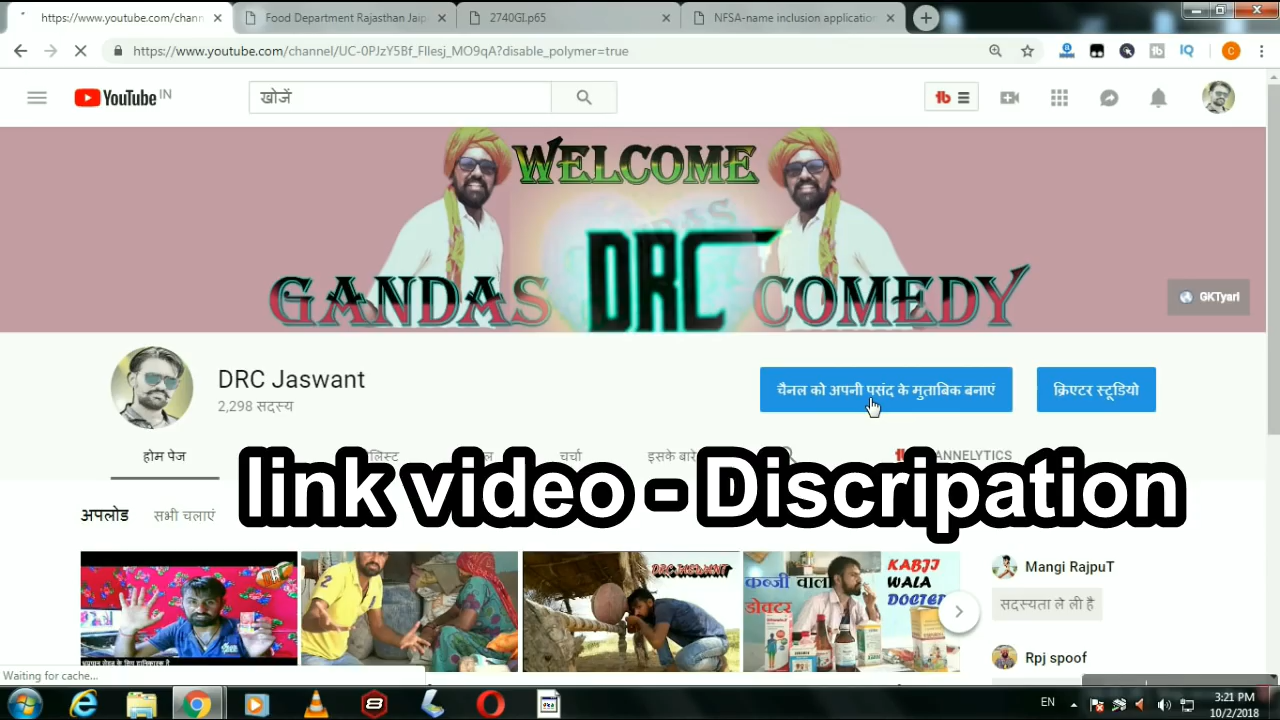 https://www.youtube.com/chann
Food Department Rajasthan Jaip
2740GI.p65
NFSA-name inclusion application
https://www.youtube.com/channel/UC-0PJzY5Bf_FIlesj_MO9qA?disable_polymer=true
YouTube IN
खोजें
WELCOME
DRC
GANDAS COMEDY
GKTyari
DRC Jaswant
2,298 सदस्य
चैनल को अपनी पसंद के मुताबिक बनाएं
क्रिएटर स्टूडियो
होम पेज
चर्चा
इसके बारे
link video - Discripation
अपलोड सभी चलाएं
DRC JASWANT
कब्जी वाला
डोक्टर
KABJI
WALA
DOCTER
Mangi RajpuT
सदस्यता ले ली है
Rpj spoof
Waiting for cache...
EN
3:21 PM
10/2/2018